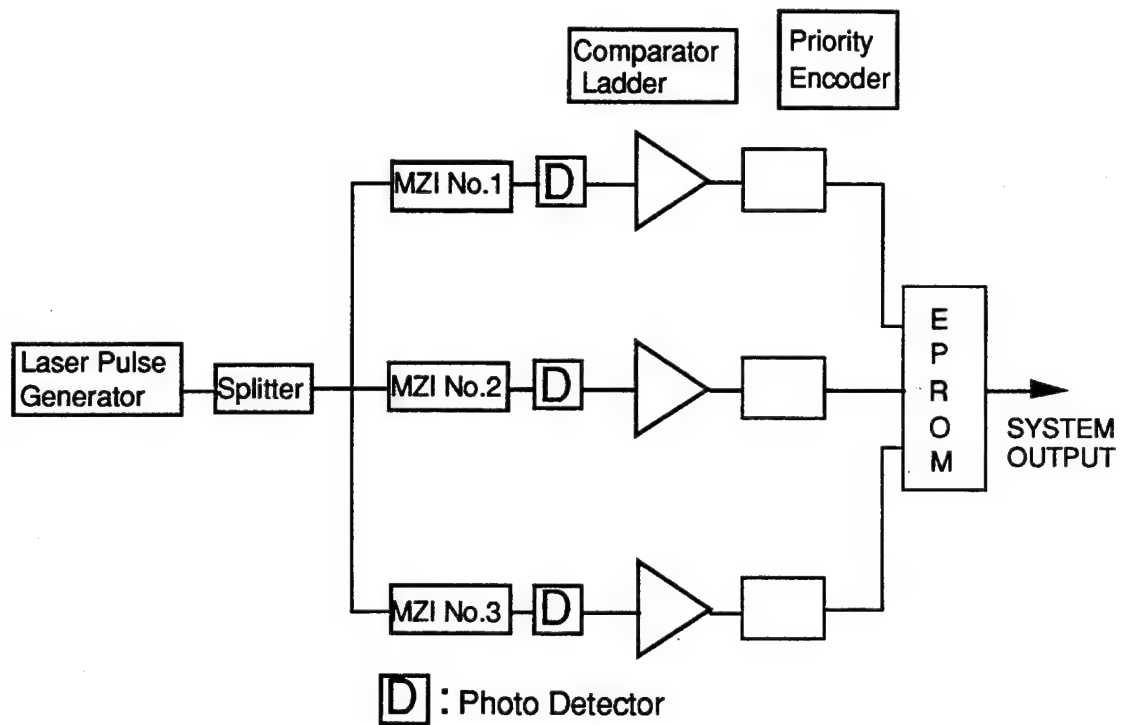 Comparator
Ladder
Priority
Encoder
MZI No.1
D
Laser Pulse
Generator
Splitter
MZI No.2
D
MZI No.3
D
E
P
R
O
M
SYSTEM
OUTPUT
D : Photo Detector